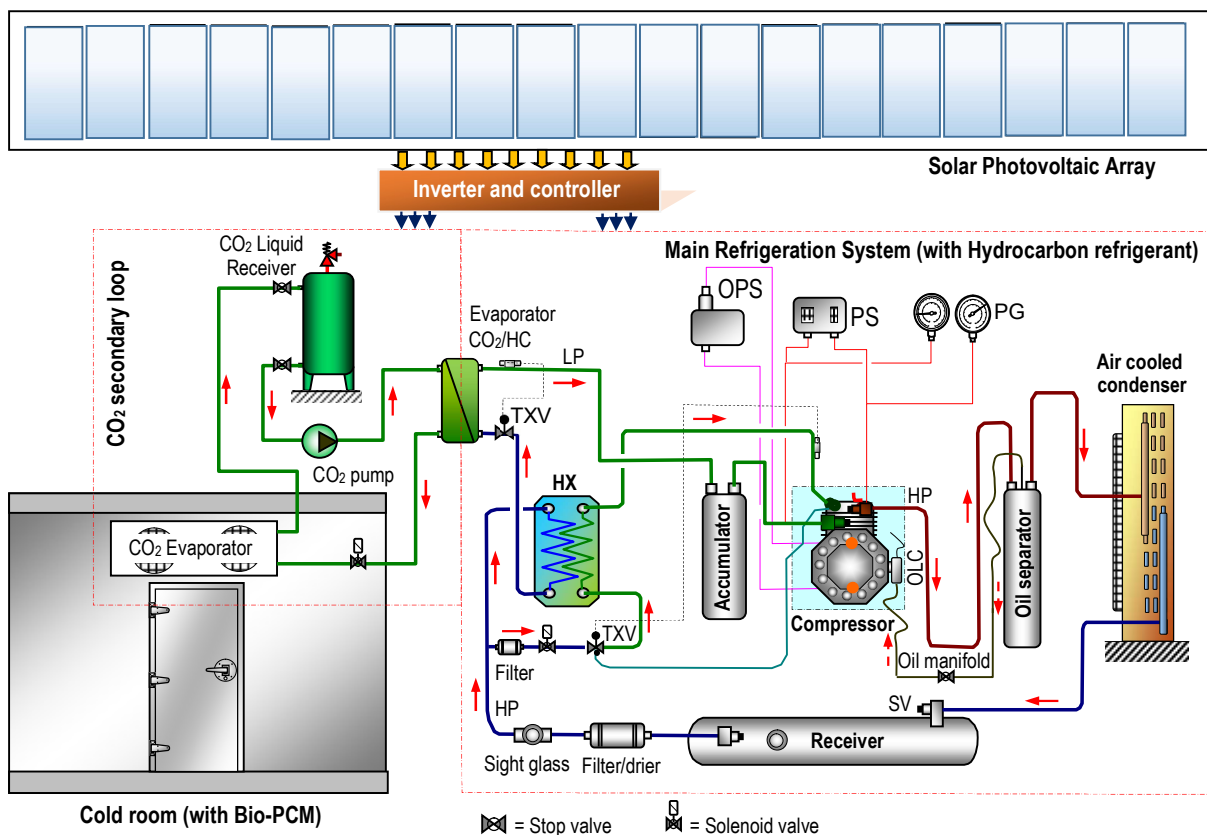 Solar Photovoltaic Array
Inverter and controller
CO₂ Liquid
Receiver
CO₂ secondary loop
CO₂ pump
CO₂ Evaporator
Cold room (with Bio-PCM)
Main Refrigeration System (with Hydrocarbon refrigerant)
OPS
PS
PG
Evaporator
CO₂/HC
LP
TXV
HX
Accumulator
HP
OLC
Compressor
Oil separator
Air cooled
condenser
TXV
Filter
Oil manifold
HP
SV
Receiver
Sight glass
Filter/drier
= Stop valve
= Solenoid valve